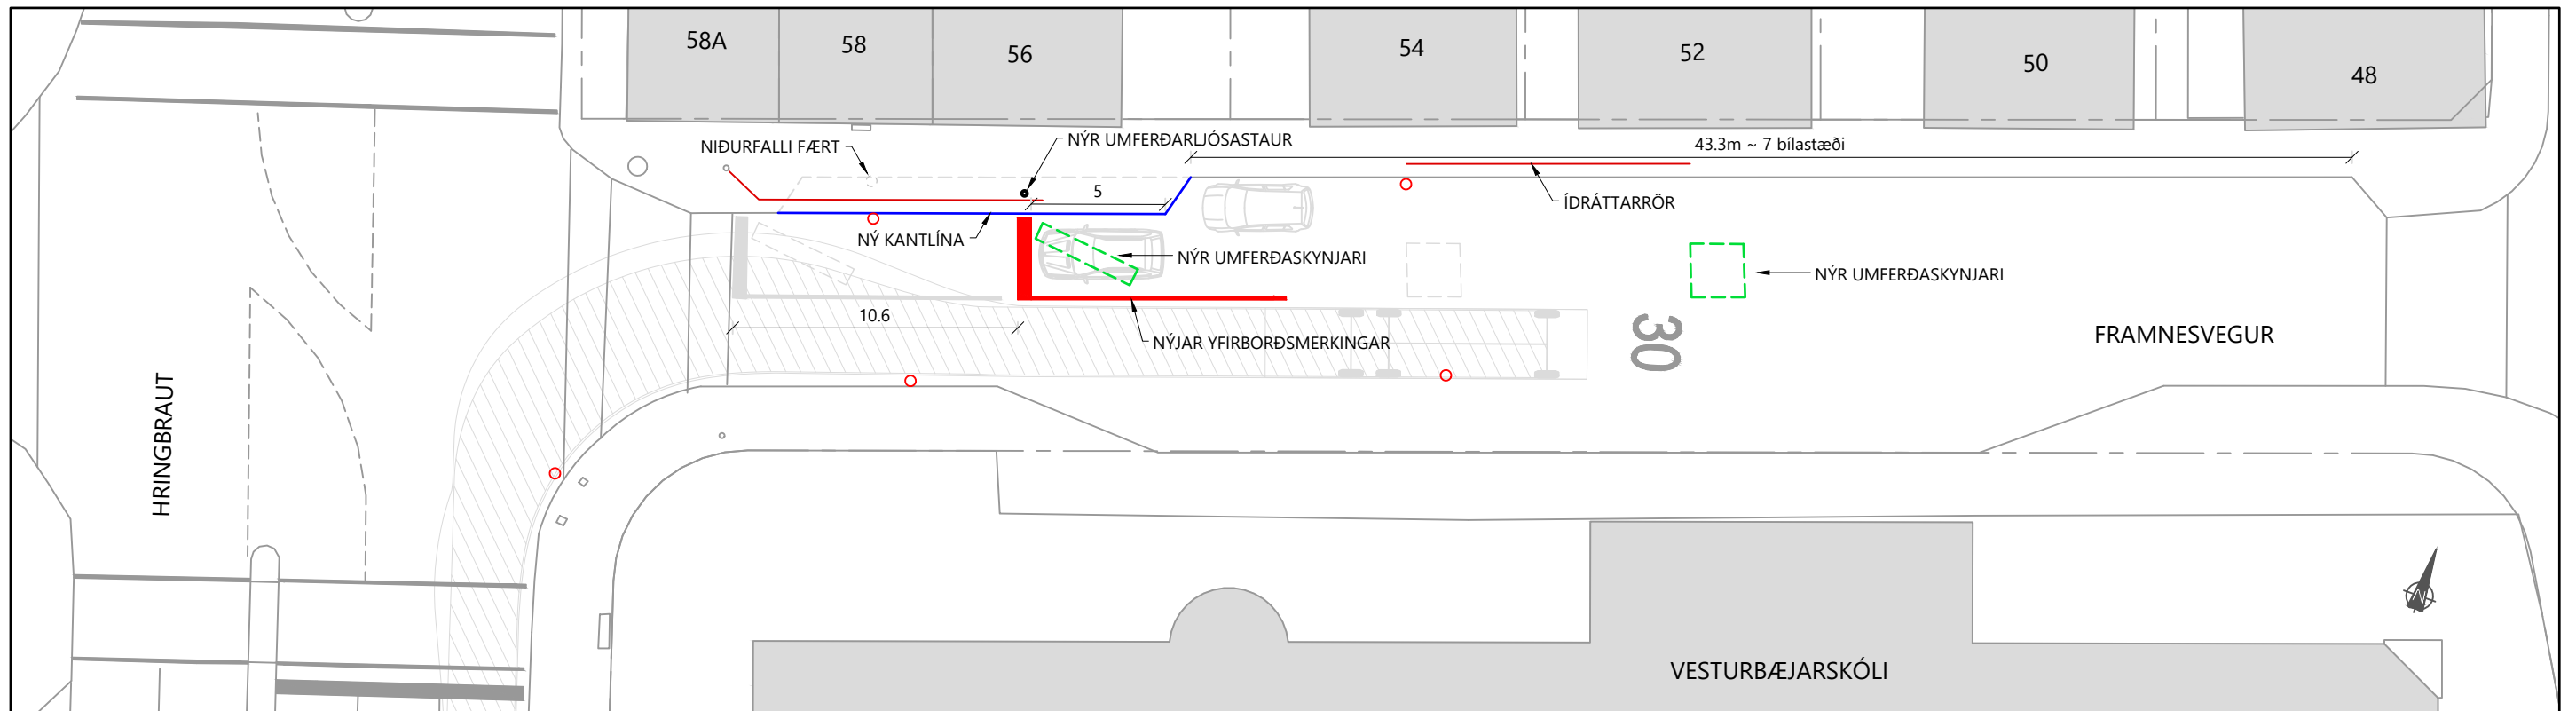 58A
58
56
54
52
50
48
NIÐURFALLI FÆRT
NÝR UMFERÐARLJÓSASTAUR
43.3m ~ 7 bílastæði
5
ÍDRÁTTARRÖR
NÝ KANTLÍNA
NÝR UMFERÐASKYNJARI
NÝR UMFERÐASKYNJARI
10.6
NÝJAR YFIRBORÐSMERKINGAR
30
FRAMNESVEGUR
HRINGBRAUT
VESTURBÆJARSKÓLI
N